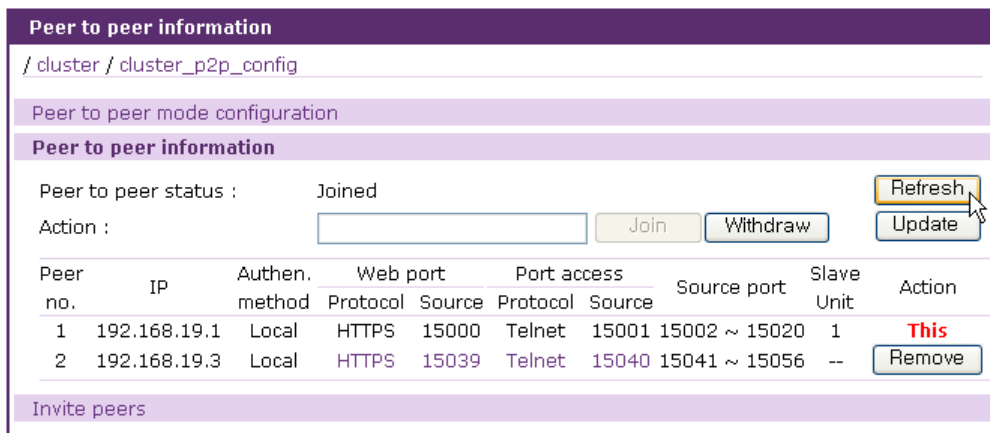 Peer to peer information
/ cluster / cluster_p2p_config
Peer to peer mode configuration
Peer to peer information
Peer to peer status : Joined Refresh
Action : Join Withdraw Update
Peer no. IP Authen. method Web port Port access Source port Slave Unit Action
Protocol Source Protocol Source
1 192.168.19.1 Local HTTPS 15000 Telnet 15001 15002 ~ 15020 1 This
2 192.168.19.3 Local HTTPS 15039 Telnet 15040 15041 ~ 15056 -- Remove
Invite peers